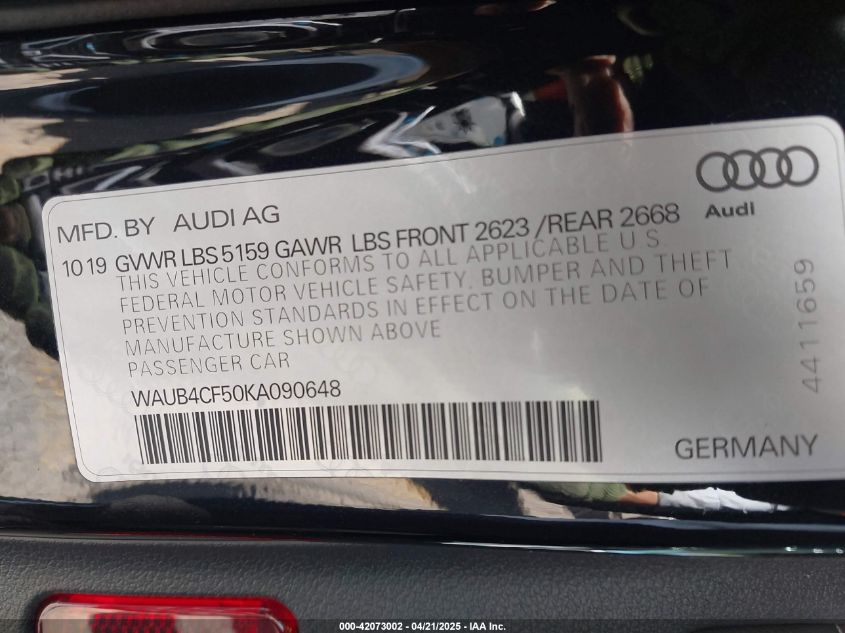 Audi
MFD. BY AUDI AG
10 19 GVWR LBS 5159 GAWR LBS FRONT 2623 / REAR 2668
THIS VEHICLE CONFORMS TO ALL APPLICABLE U S
FEDERAL MOTOR VEHICLE SAFETY, BUMPER AND THEFT
PREVENTION STANDARDS IN EFFECT ON THE DATE OF
MANUFACTURE SHOWN ABOVE
PASSENGER CAR
WAUB4CF50KA090648
GERMANY
4411659
000-42073002 - 04/21/2025 - IAA Inc.